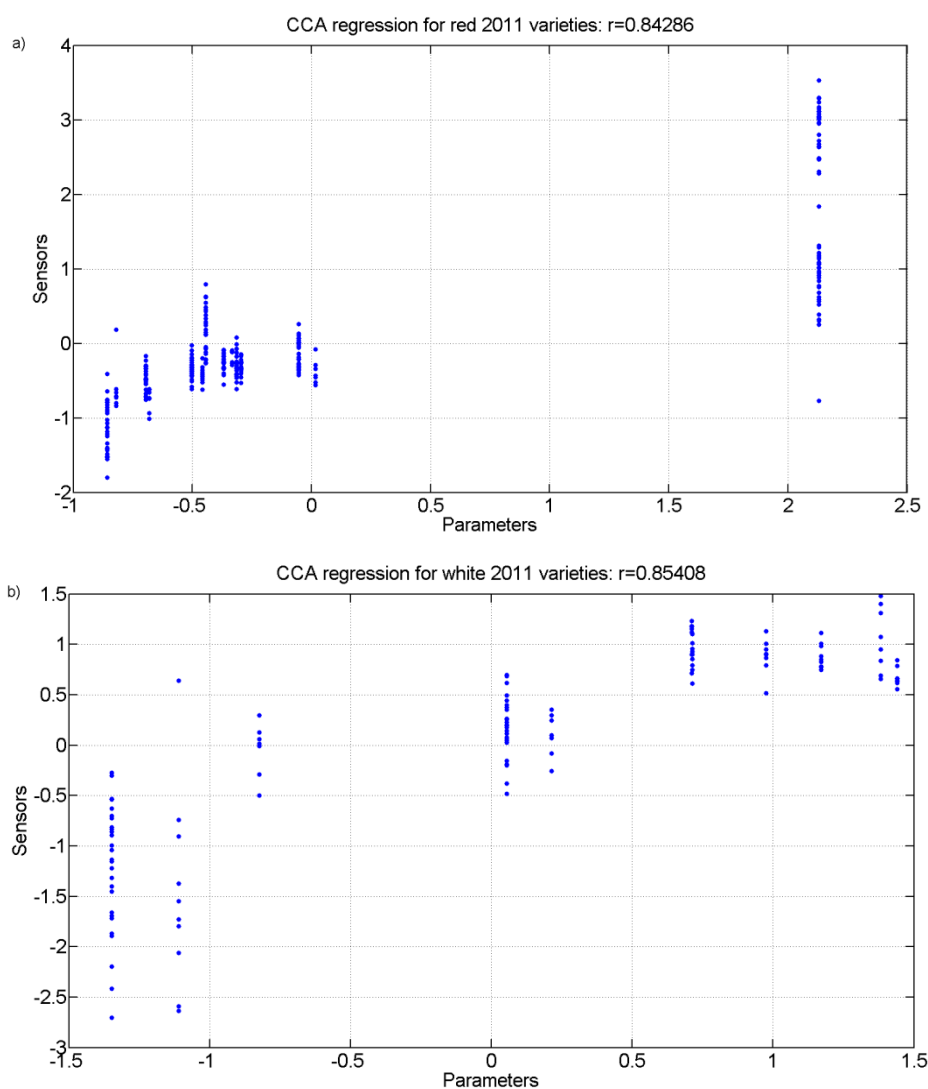 CCA regression for red 2011 varieties: r=0.84286
a)
4
3
2
1
0
-1
-2
Sensors
-1 -0.5 0 0.5 1 1.5 2 2.5
Parameters
CCA regression for white 2011 varieties: r=0.85408
b)
1.5
1
0.5
0
-0.5
-1
-1.5
-2
-2.5
-3
Sensors
-1.5 -1 -0.5 0 0.5 1 1.5
Parameters